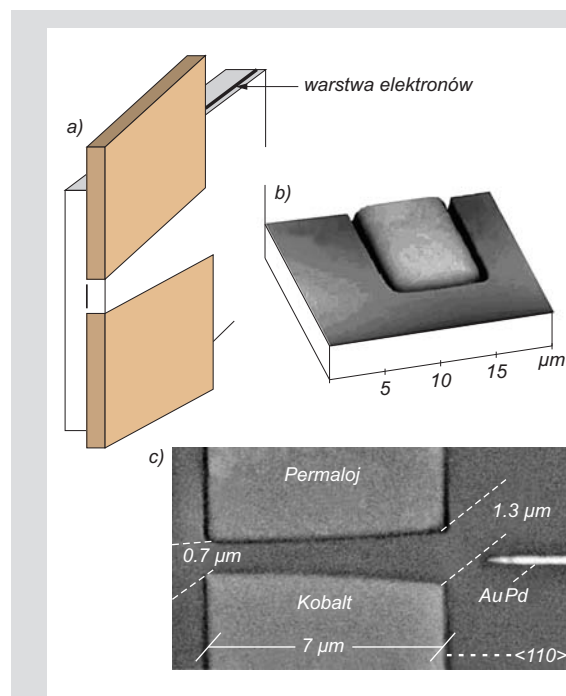 warstwa elektronów
a)
b)
5
10
15
µm
c)
Permaloj
1.3 µm
0.7 µm
AuPd
Kobalt
7 µm
<110>